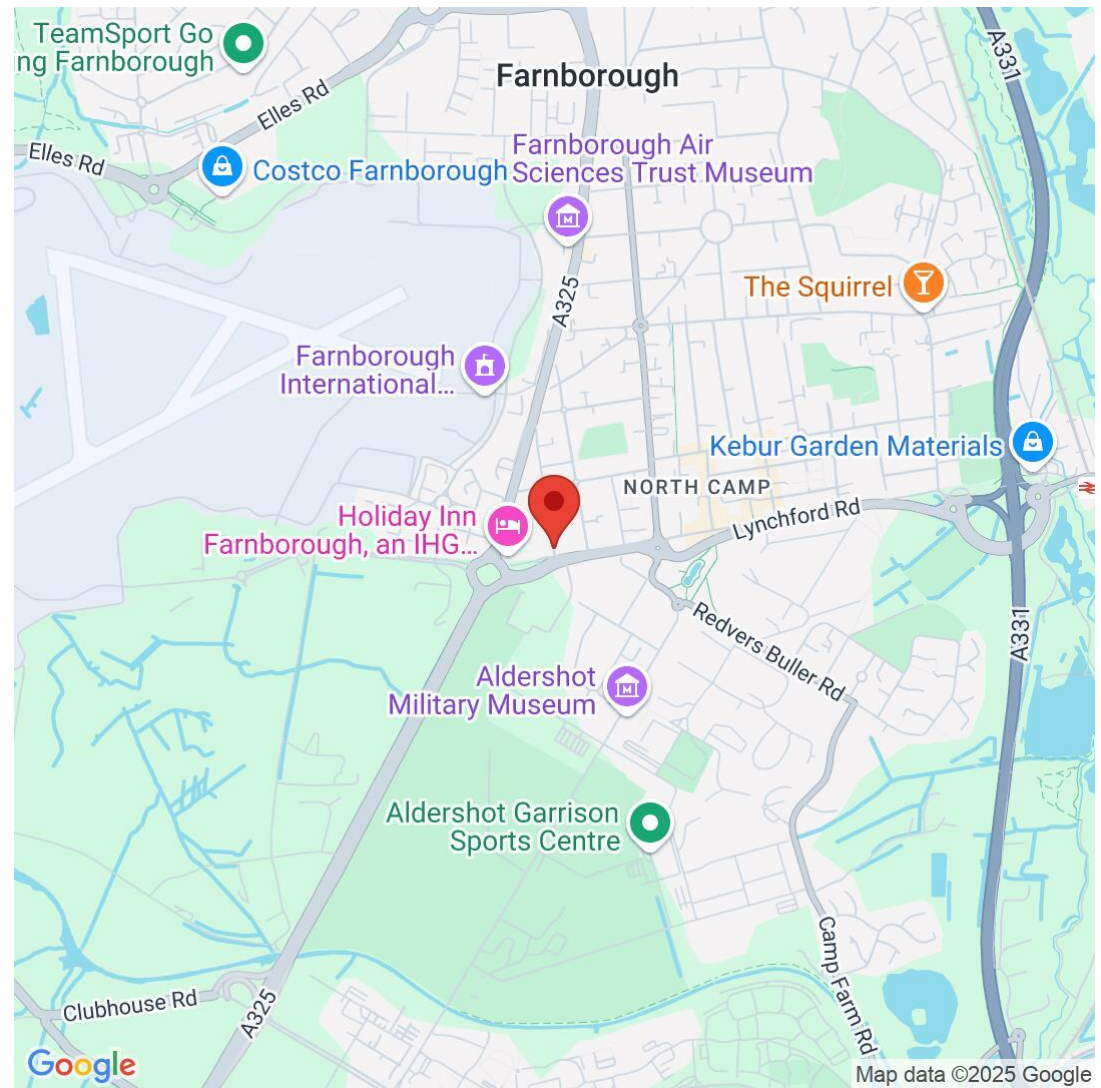 TeamSport Go
ing Farnborough
Farnborough
A331
Elles Rd
Elles Rd
Costco Farnborough
Farnborough Air
Sciences Trust Museum
The Squirrel
A325
Farnborough
International...
Kebur Garden Materials
NORTH CAMP
Holiday Inn
Farnborough, an IHG...
Lynchford Rd
Redvers Buller Rd
A331
Aldershot
Military Museum
Aldershot Garrison
Sports Centre
Camp Farm Rd
Clubhouse Rd
A325
Google
Map data ©2025 Google